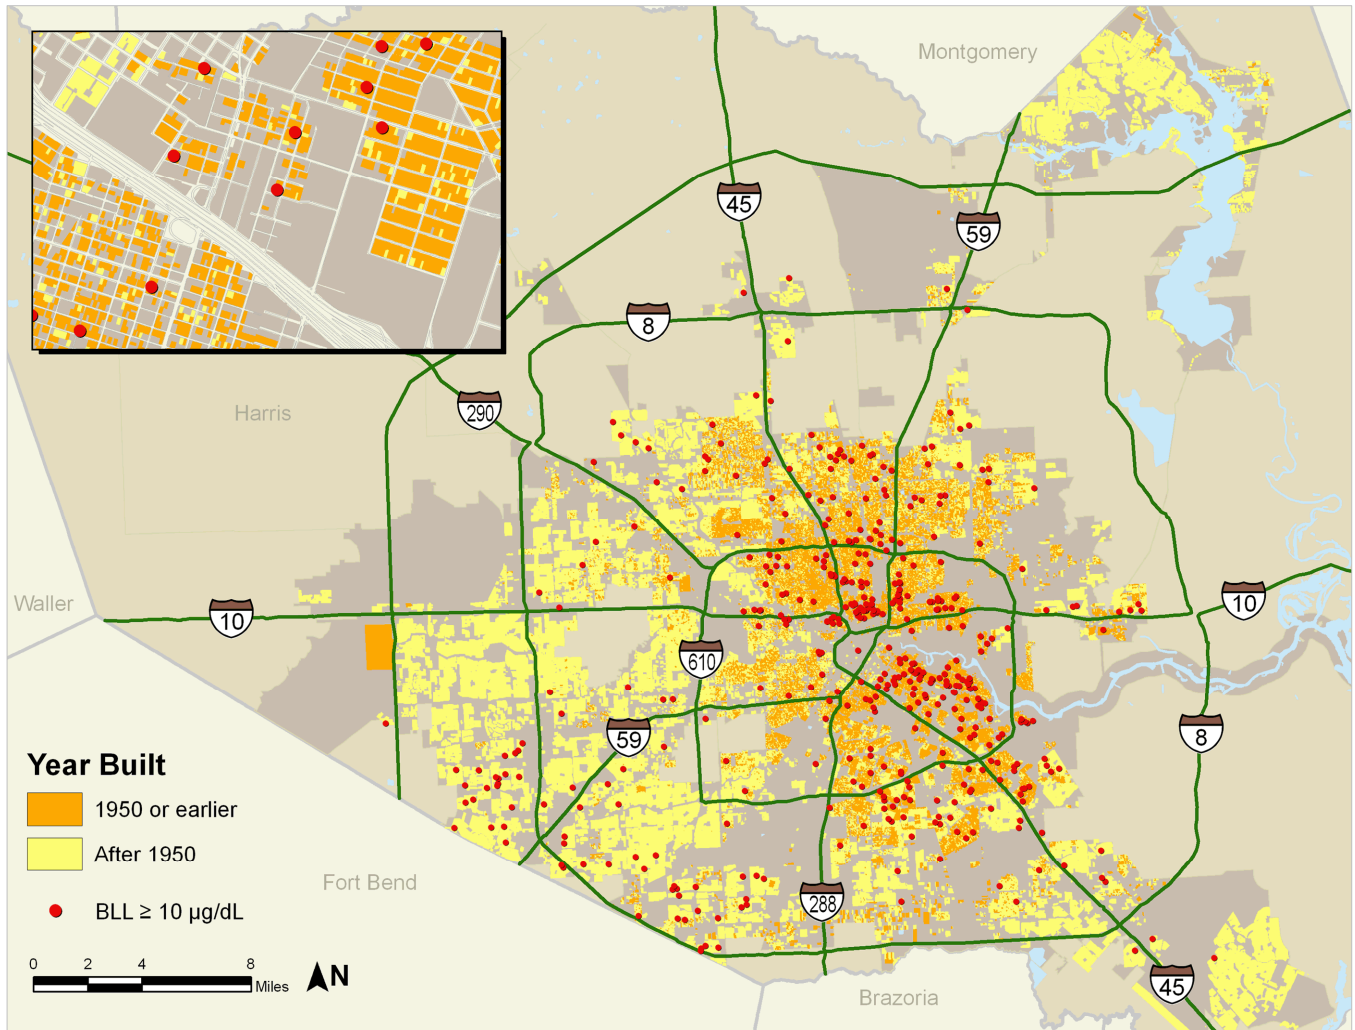 Montgomery
45
59
8
Harris
290
Waller
10
10
610
59
8
Year Built
1950 or earlier
After 1950
Fort Bend
BLL ≥ 10 µg/dL
288
0 2 4 8
Miles
N
45
Brazoria